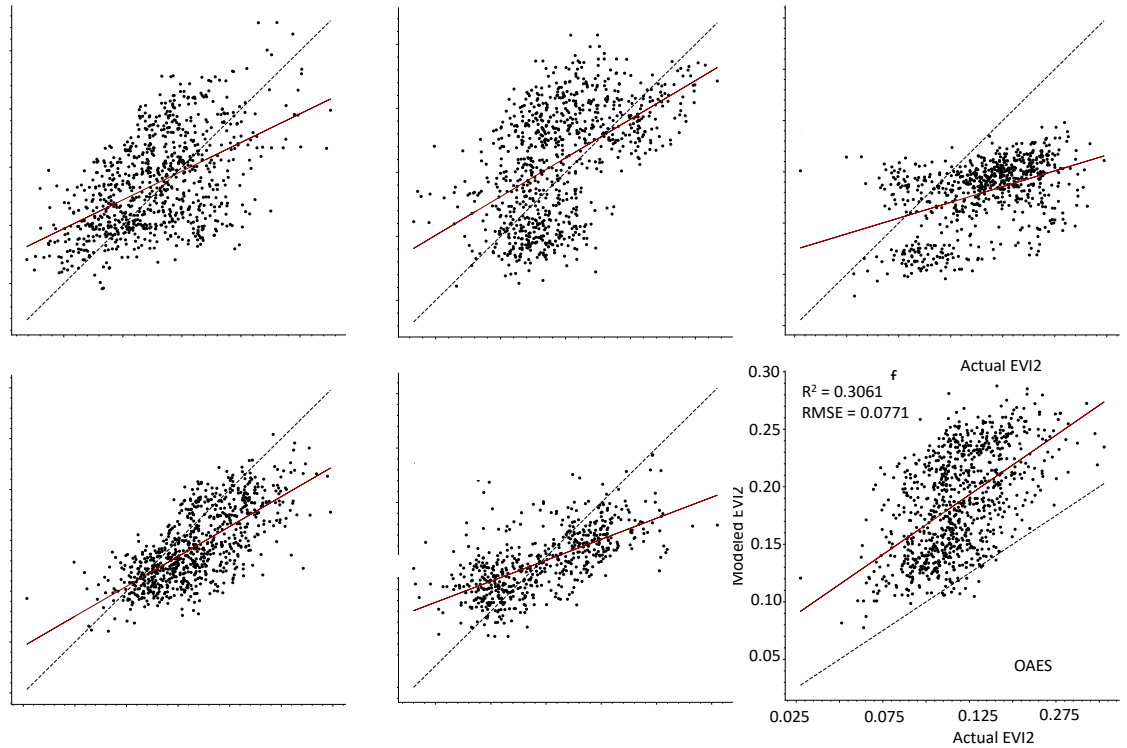 Actual EVI2
0.30
f
R² = 0.3061
RMSE = 0.0771
0.25
0.20
Modeled EVI2
0.15
0.10
0.05
OAES
0.025 0.075 0.125 0.275
Actual EVI2